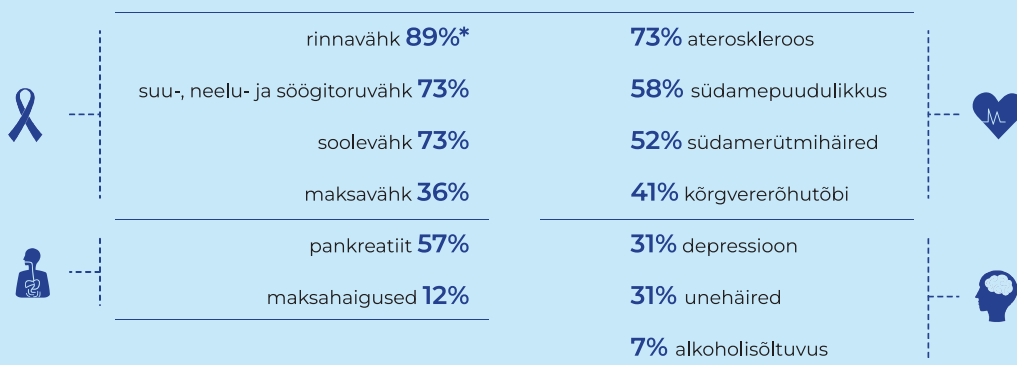 rinnavähk 89%*
suu-, neelu- ja söögitoruvähk 73%
soolevähk 73%
maksavähk 36%
pankreatiit 57%
maksahaigused 12%
73% ateroskleroos
58% südamepuudulikkus
52% südamerütmihäired
41% kõrgvererõhutõbi
31% depressioon
31% unehäired
7% alkoholisõltuvus